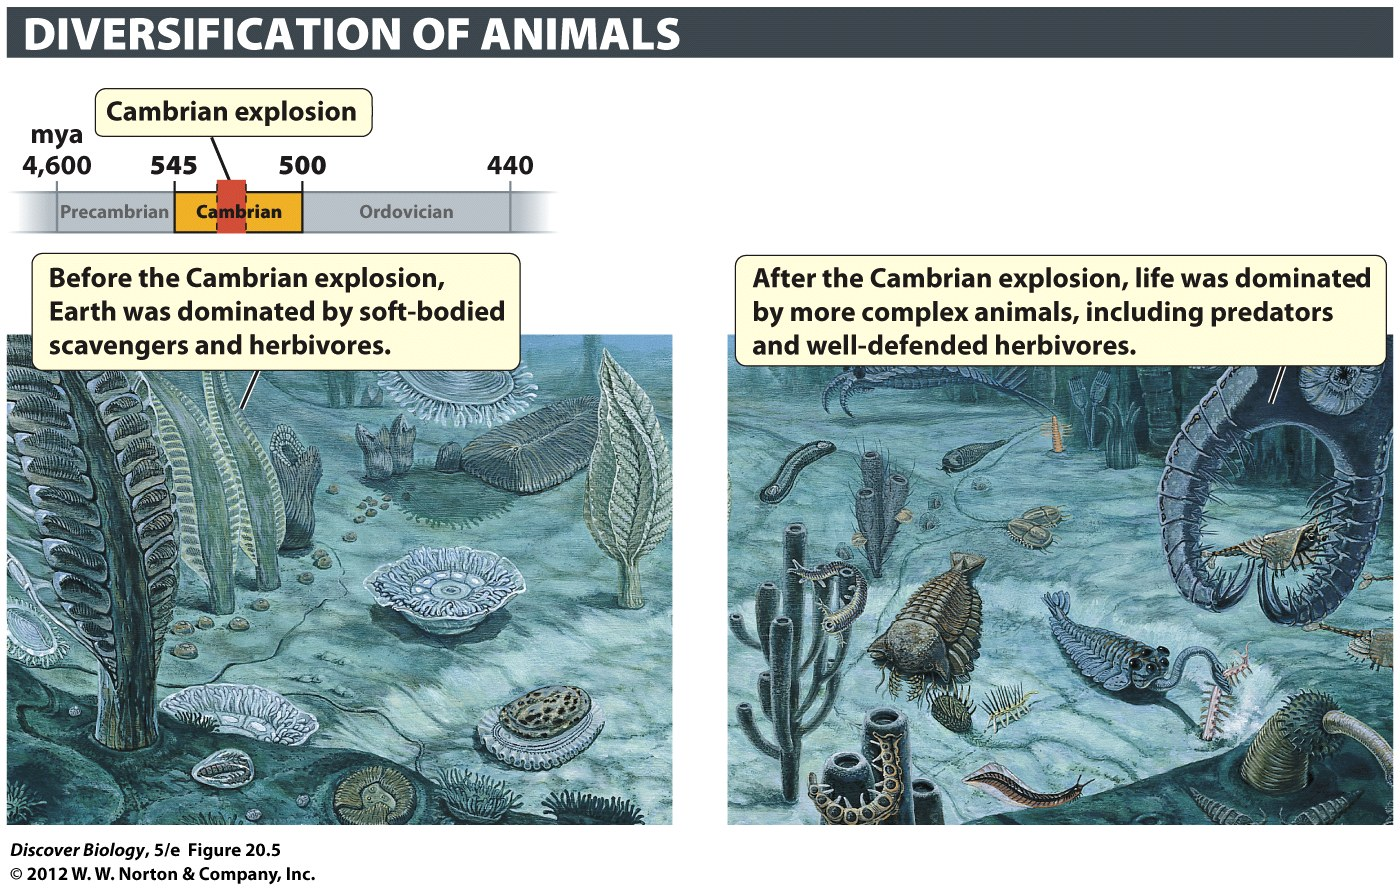 DIVERSIFICATION OF ANIMALS
Cambrian explosion
mya
4,600 545 500 440
Precambrian Cambrian Ordovician
Before the Cambrian explosion,
Earth was dominated by soft-bodied
scavengers and herbivores.
After the Cambrian explosion, life was dominated
by more complex animals, including predators
and well-defended herbivores.
Discover Biology, 5/e Figure 20.5
© 2012 W. W. Norton & Company, Inc.